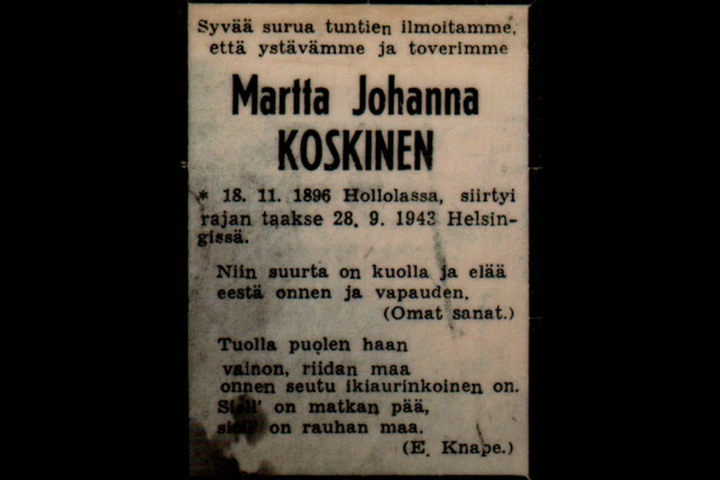 Syvää surua tuntien ilmoitamme,
että ystävämme ja toverimme
Martta Johanna
KOSKINEN
* 18. 11. 1896 Hollolassa, siirtyi
rajan taakse 28. 9. 1943 Helsin-
gissä.
Niin suurta on kuolla ja elää
eestä onnen ja vapauden.
(Omat sanat.)
Tuolla puolen haan
vainon, riidan maa
onnen seutu ikiaurinkoinen on.
Siell' on matkan pää,
siell' on rauhan maa.
(E. Knape.)